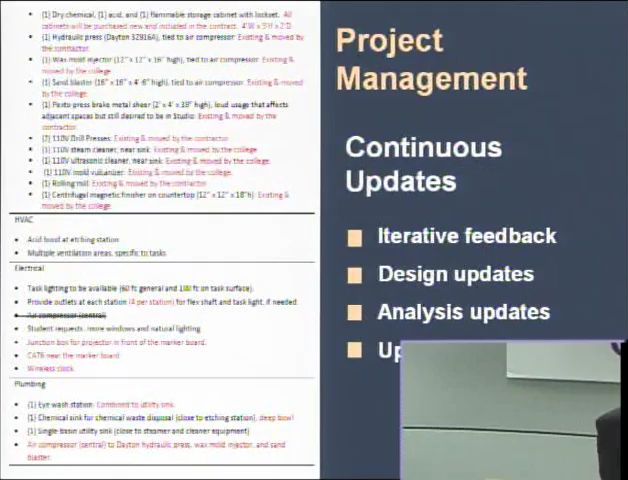 (1) Dry chemical, (1) acid, and (1) flammable storage cabinet with lockset. All
cabinets will be purchased new and included in the contract. 4'W x 3'H x 2'D
(1) Hydraulic press (Dayton 32916A), tied to air compressor: Existing & moved by
the contractor.
(1) Wax mold injector (12" x 12" x 16" high), tied to air compressor: Existing &
moved by the college.
(1) Sand blaster (16" x 16" x 4'-6" high), tied to air compressor: Existing & moved
by the college.
(1) Pexto press brake metal shear (2' x 4' x 38" high), loud usage that affects
adjacent spaces but still desired to be in Studio: Existing & moved by the
contractor.
110V Drill Presses: Existing & moved by the contractor
(1) 110V steam cleaner, near sink: Existing & moved by the college
(1) 110V ultrasonic cleaner, near sink: Existing & moved by the college.
(1) 110V mold vulcanizer: Existing & moved by the college.
(1) Rolling mill: Existing & moved by the contractor
(1) Centrifugal magnetic finisher on countertop (12" x 12" x 18"h): Existing &
moved by the college.
HVAC
Acid hood at etching station
Multiple ventilation areas, specific to tasks
Electrical
Task lighting to be available (60 fc general and 100 fc on task surface).
Provide outlets at each station (4 per station) for flex shaft and task light, if needed
Air compressor (central)
Student requests: more windows and natural lighting
Junction box for projector in front of the marker board.
CAT6 near the marker board
Wireless clock
Plumbing
(1) Eye wash station: Combined to utility sink.
(1) Chemical sink for chemical waste disposal (close to etching station), deep bowl
(1) Single-basin utility sink (close to steamer and cleaner equipment)
Air compressor (central) to Dayton hydraulic press, wax mold injector, and sand
blaster.
Project
Management
Continuous
Updates
Iterative feedback
Design updates
Analysis updates